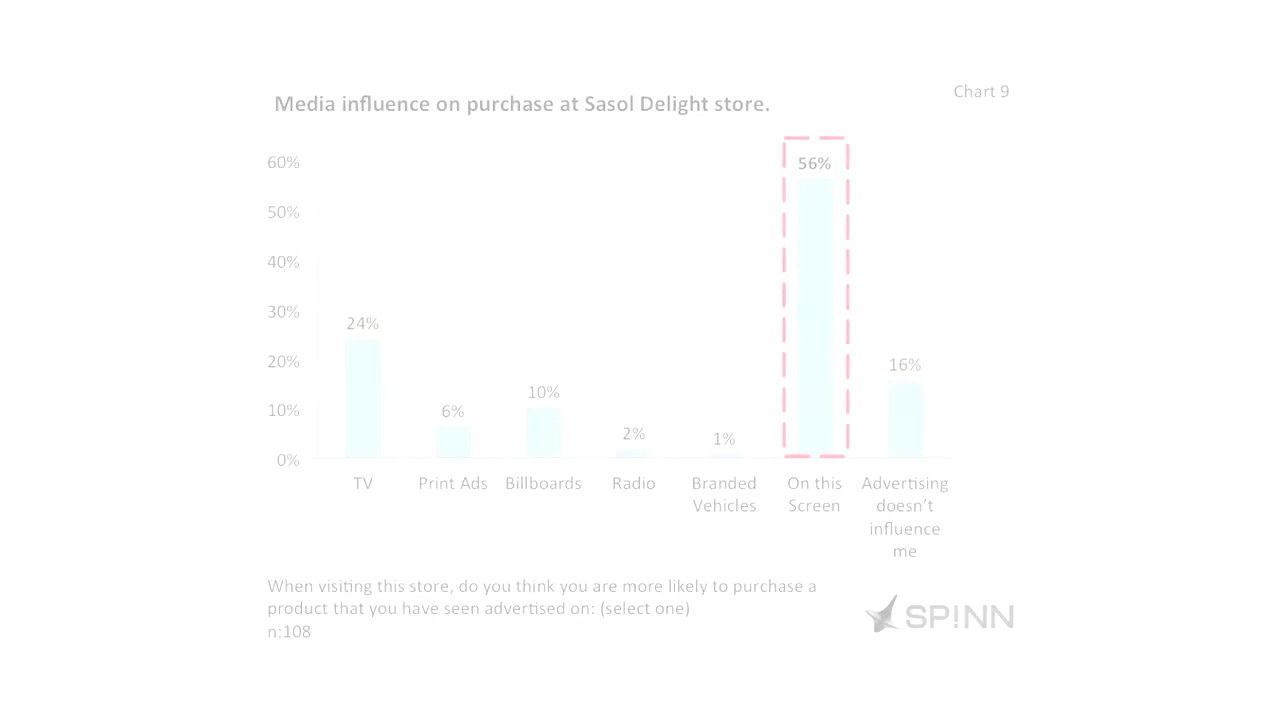 Chart 9
Media influence on purchase at Sasol Delight store.
60%
50%
40%
30%
20%
10%
0%
24%
6%
10%
2%
1%
56%
16%
TV
Print Ads
Billboards
Radio
Branded
Vehicles
On this
Screen
Advertising
doesn't
influence
me
When visiting this store, do you think you are more likely to purchase a
product that you have seen advertised on: (select one)
n:108
SP!NN